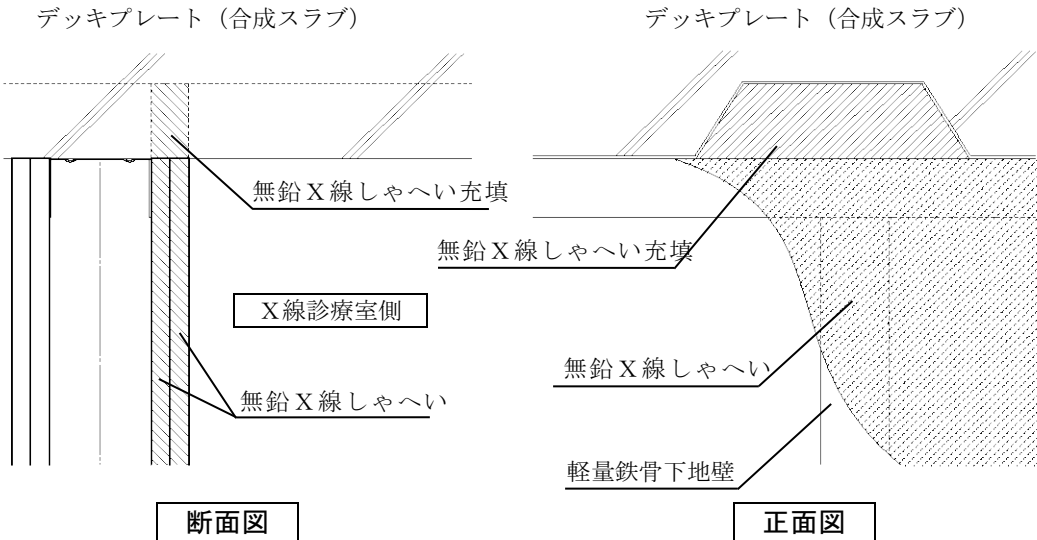 デッキプレート（合成スラブ）
無鉛Ｘ線しゃへい充填
Ｘ線診療室側
無鉛Ｘ線しゃへい
断面図
デッキプレート（合成スラブ）
無鉛Ｘ線しゃへい充填
無鉛Ｘ線しゃへい
軽量鉄骨下地壁
正面図